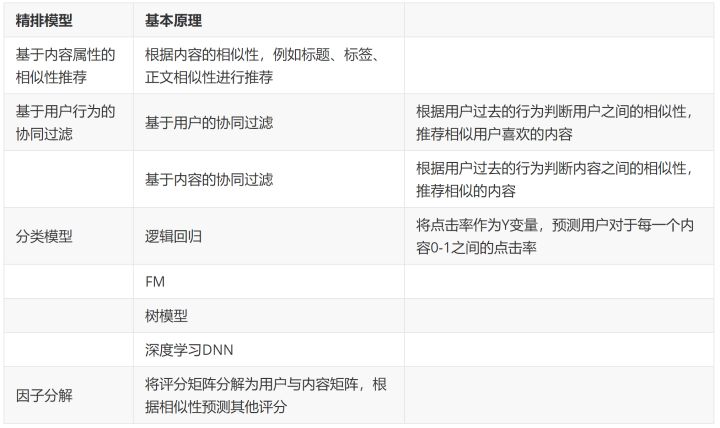 精排模型 基本原理
基于内容属性的
相似性推荐
根据内容的相似性，例如标题、标签、
正文相似性进行推荐
基于用户行为的
协同过滤
基于用户的协同过滤
根据用户过去的行为判断用户之间的相似性，
推荐相似用户喜欢的内容
基于内容的协同过滤
根据用户过去的行为判断内容之间的相似性，
推荐相似的内容
分类模型
逻辑回归
将点击率作为Y变量，预测用户对于每一个内
容0-1之间的点击率
FM
树模型
深度学习DNN
因子分解
将评分矩阵分解为用户与内容矩阵，根
据相似性预测其他评分